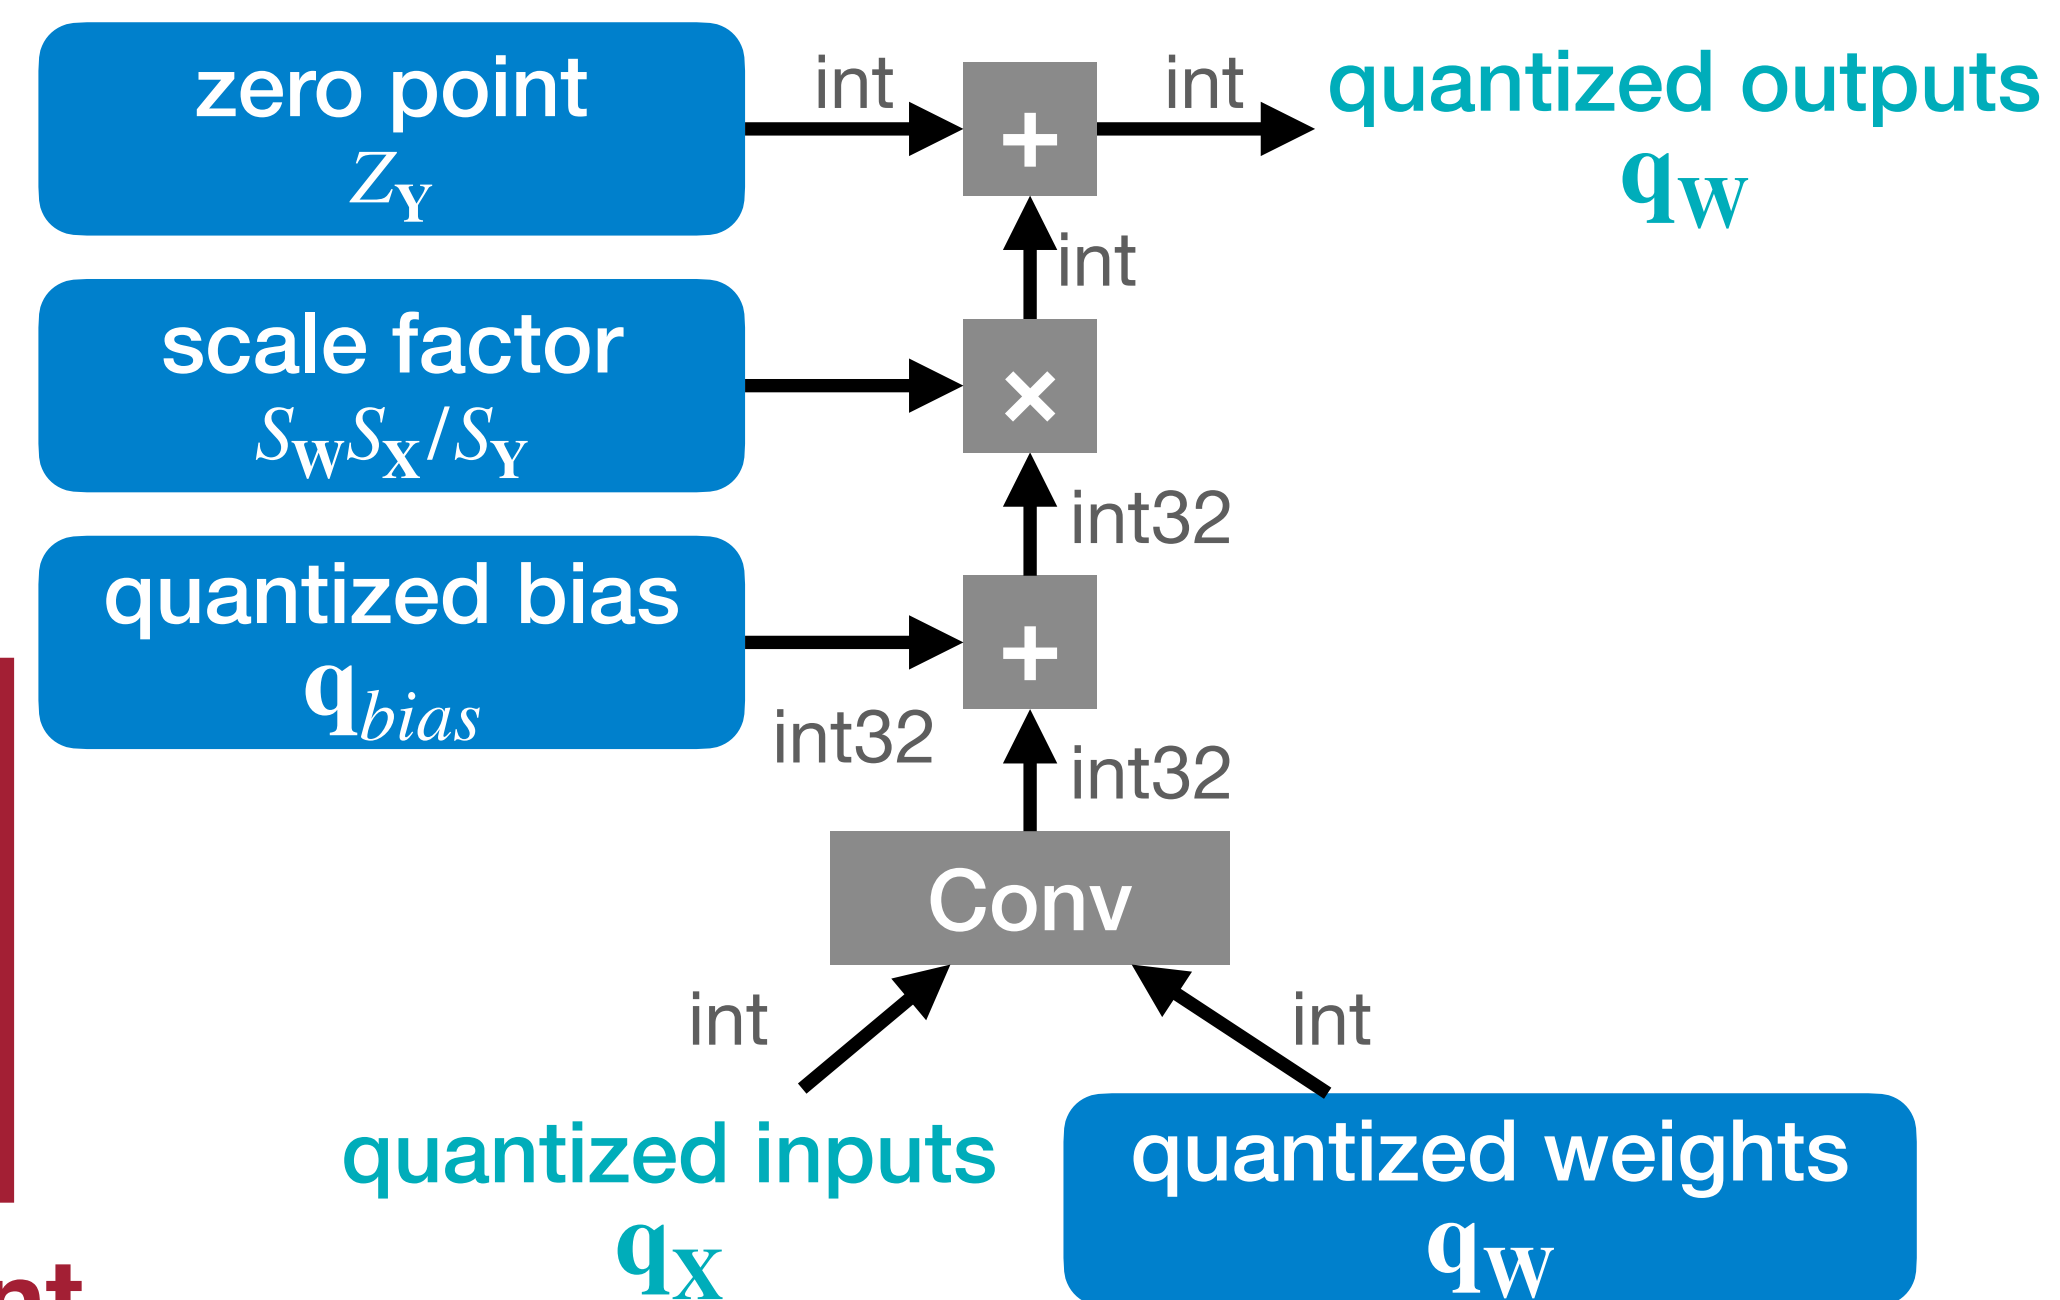 zero point
Z_Y
int
+
int
quantized outputs
q_W
int
scale factor
S_W S_X / S_Y
×
int32
quantized bias
q_bias
+
int32
int32
Conv
int
int
quantized inputs
q_X
quantized weights
q_W
nt